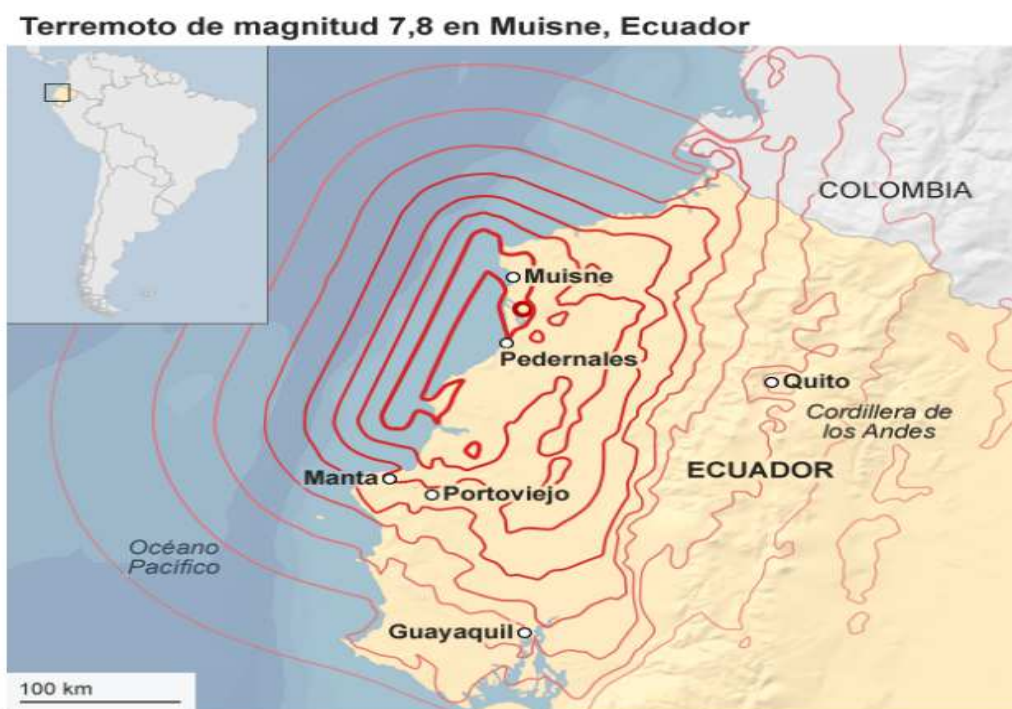 Terremoto de magnitud 7,8 en Muisne, Ecuador
COLOMBIA
Muisne
Pedernales
Quito
Cordillera de
los Andes
ECUADOR
Manta
Portoviejo
Océano
Pacífico
Guayaquil
100 km